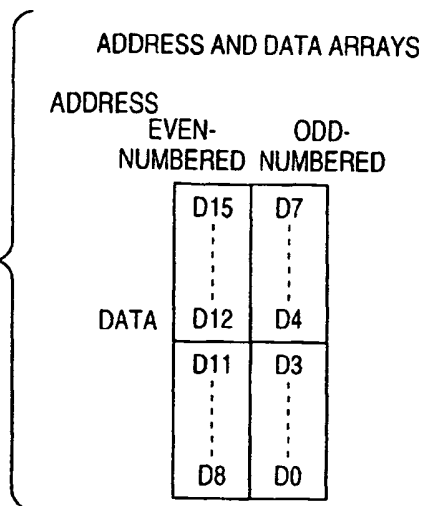 ADDRESS AND DATA ARRAYS
ADDRESS
EVEN- ODD-
NUMBERED NUMBERED
D15 D7
DATA D12 D4
D11 D3
D8 D0